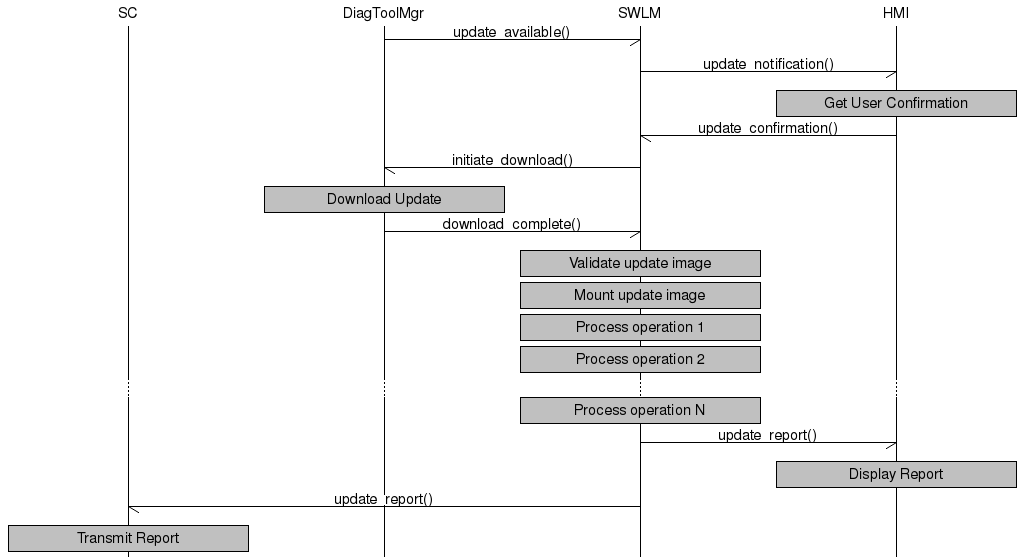 SC DiagToolMgr SWLM HMI
update_available()
update_notification()
Get User Confirmation
update_confirmation()
initiate_download()
Download Update
download_complete()
Validate update image
Mount update image
Process operation 1
Process operation 2
Process operation N
update_report()
Display Report
update_report()
Transmit Report